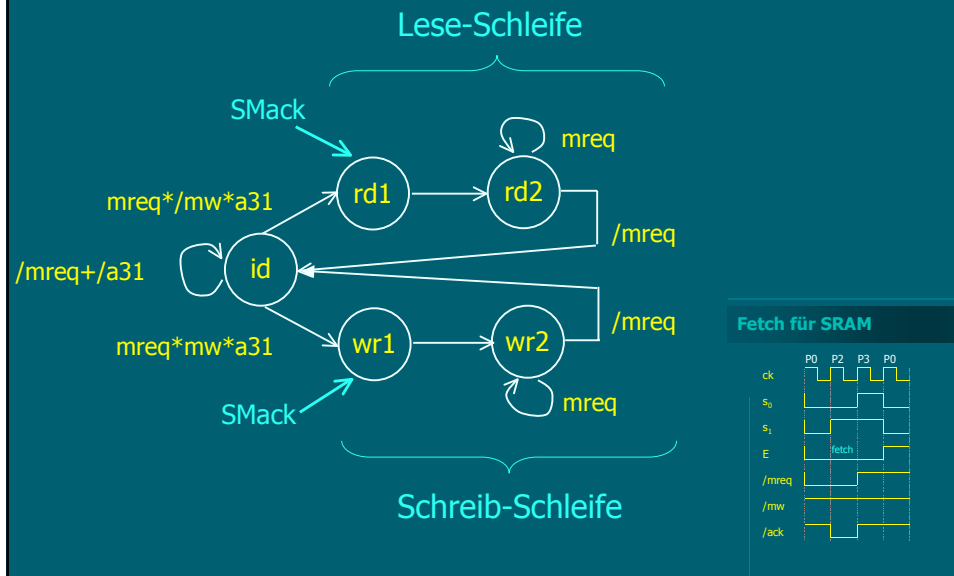 Lese-Schleife
SMack
mreq
rd1
rd2
mreq*/mw*a31
/mreq
/mreq+/a31
id
/mreq
mreq*mw*a31
wr1
wr2
SMack
mreq
Schreib-Schleife
Fetch für SRAM
P0 P2 P3 P0
ck
s₀
s₁
E
fetch
/mreq
/mw
/ack